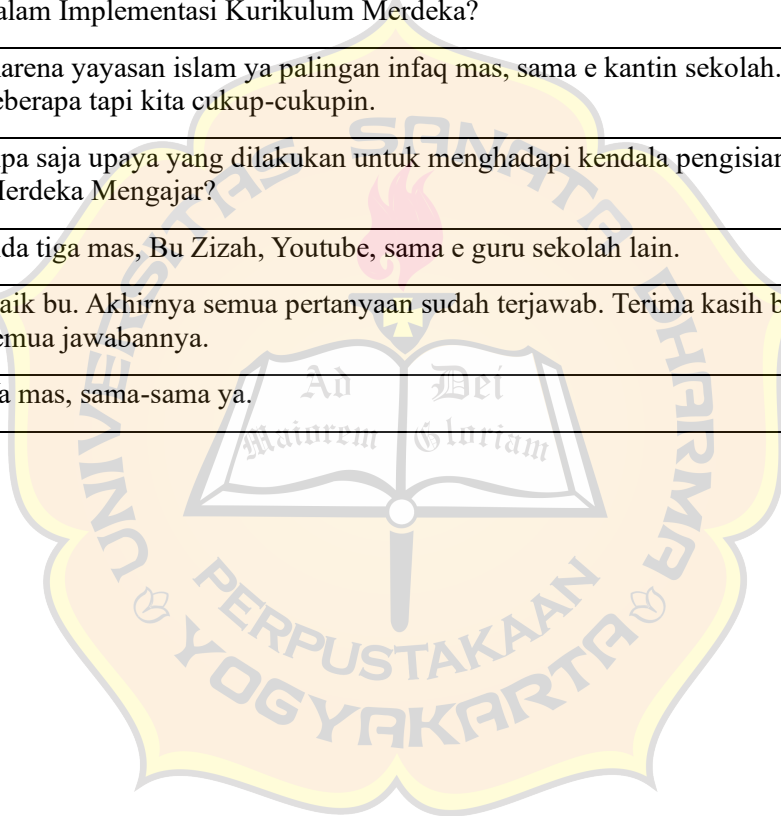 alam Implementasi Kurikulum Merdeka?
arena yayasan islam ya palingan infaq mas, sama e kantin sekolah.
eberapa tapi kita cukup-cukupin.
pa saja upaya yang dilakukan untuk menghadapi kendala pengisian
Merdeka Mengajar?
da tiga mas, Bu Zizah, Youtube, sama e guru sekolah lain.
aik bu. Akhirnya semua pertanyaan sudah terjawab. Terima kasih b
emua jawabannya.
a mas, sama-sama ya.
UNIVERSITAS SANATA DHARMA
Ad Dei
Maiorem Gloriam
PERPUSTAKAAN
YOGYAKARTA